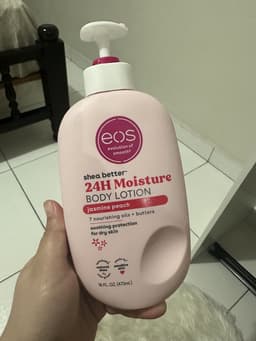 eos
evolution of
smooth®
shea better™
24H Moisture
BODY LOTION
jasmine peach
7 nourishing oils + butters
soothing protection
for dry skin
16 FL OZ (473mL)